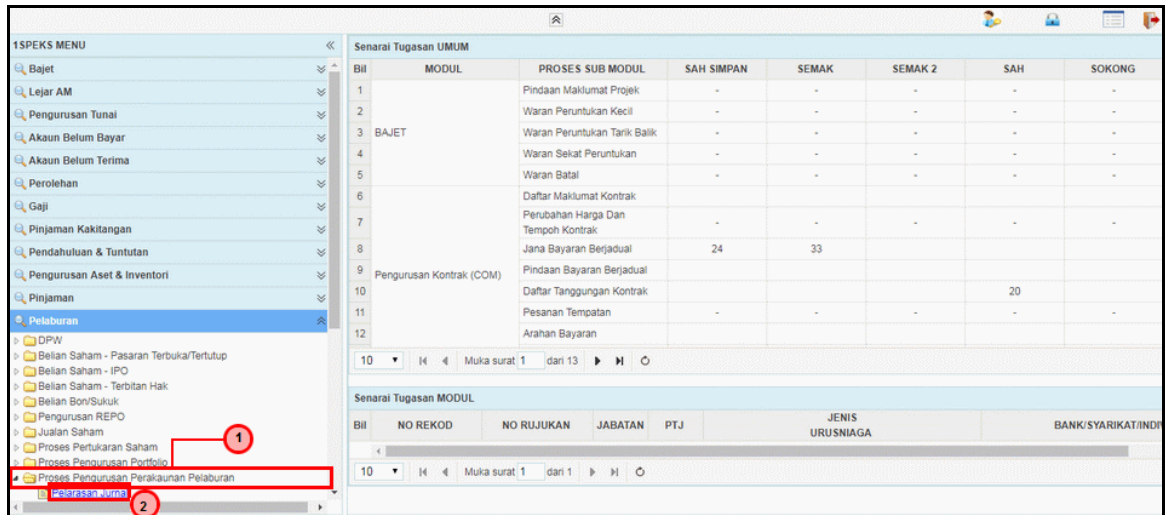 1SPEKS MENU
Bajet
Lejar AM
Pengurusan Tunai
Akaun Belum Bayar
Akaun Belum Terima
Perolehan
Gaji
Pinjaman Kakitangan
Pendahuluan & Tuntutan
Pengurusan Aset & Inventori
Pinjaman
Pelaburan
DPW
Belian Saham - Pasaran Terbuka/Tertutup
Belian Saham - IPO
Belian Saham - Terbitan Hak
Belian Bon/Sukuk
Pengurusan REPO
Jualan Saham
Proses Pertukaran Saham
Proses Pengurusan Portfolio
Proses Pengurusan Perakaunan Pelaburan
Pelarasan Jurnal
1
2
Senarai Tugasan UMUM
Bil MODUL PROSES SUB MODUL SAH SIMPAN SEMAK SEMAK 2 SAH SOKONG
1 Pindaan Maklumat Projek - - - - -
2 Waran Peruntukan Kecil - - - - -
3 BAJET Waran Peruntukan Tarik Balik - - - - -
4 Waran Sekat Peruntukan - - - - -
5 Waran Batal - - - - -
6 Daftar Maklumat Kontrak
7 Perubahan Harga Dan - - - - -
Tempoh Kontrak
8 Jana Bayaran Berjadual 24 33
9 Pengurusan Kontrak (COM) Pindaan Bayaran Berjadual
10 Daftar Tanggungan Kontrak 20
11 Pesanan Tempatan - - - - -
12 Arahan Bayaran
10 Muka surat 1 dari 13
Senarai Tugasan MODUL
Bil NO REKOD NO RUJUKAN JABATAN PTJ JENIS BANK/SYARIKAT/INDIV
URUSNIAGA
10 Muka surat 1 dari 1